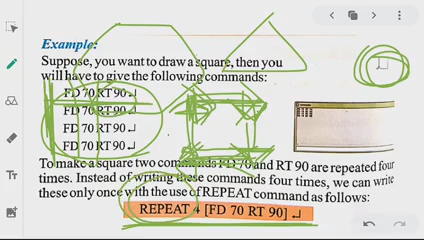 Example:
Suppose, you want to draw a square, then you
will have to give the following commands:
FD 70 RT 90 ↵
FD 70 RT 90 ↵
FD 70 RT 90 ↵
FD 70 RT 90 ↵
To make a square two commands FD 70 and RT 90 are repeated four
times. Instead of writing these commands four times, we can write
these only once with the use of REPEAT command as follows:
REPEAT 4 [FD 70 RT 90] ↵